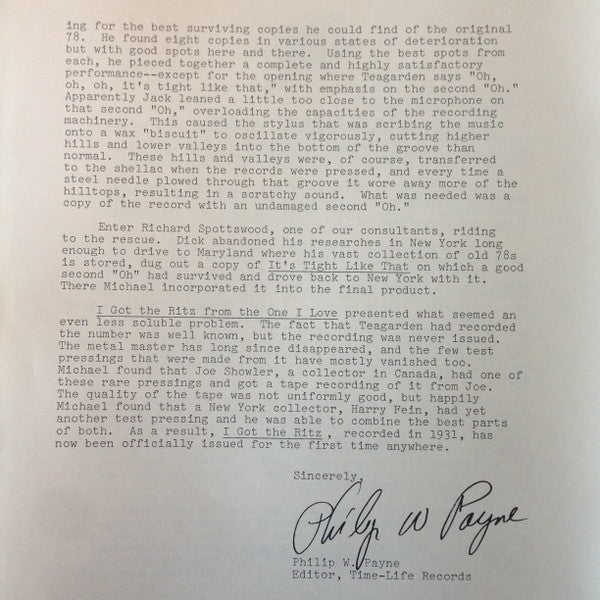 ing for the best surviving copies he could find of the original
78.  He found eight copies in various states of deterioration
but with good spots here and there.  Using the best spots from
each, he pieced together a complete and highly satisfactory
performance--except for the opening where Teagarden says "Oh,
oh, oh, it's tight like that," with emphasis on the second "Oh."
Apparently Jack leaned a little too close to the microphone on
that second "Oh," overloading the capacities of the recording
machinery.  This caused the stylus that was scribing the music
onto a wax "biscuit" to oscillate vigorously, cutting higher
hills and lower valleys into the bottom of the groove than
normal.  These hills and valleys were, of course, transferred
to the shellac when the records were pressed, and every time a
steel needle plowed through that groove it wore away more of the
hilltops, resulting in a scratchy sound.  What was needed was a
copy of the record with an undamaged second "Oh."
Enter Richard Spottswood, one of our consultants, riding
to the rescue.  Dick abandoned his researches in New York long
enough to drive to Maryland where his vast collection of old 78s
is stored, dug out a copy of It's Tight Like That on which a good
second "Oh" had survived and drove back to New York with it.
There Michael incorporated it into the final product.
I Got the Ritz from the One I Love presented what seemed an
even less soluble problem.  The fact that Teagarden had recorded
the number was well known, but the recording was never issued.
The metal master has long since disappeared, and the few test
pressings that were made from it have mostly vanished too.
Michael found that Joe Showler, a collector in Canada, had one of
these rare pressings and got a tape recording of it from Joe.
The quality of the tape was not uniformly good, but happily
Michael found that a New York collector, Harry Fein, had yet
another test pressing and he was able to combine the best parts
of both.  As a result, I Got the Ritz, recorded in 1931, has
now been officially issued for the first time anywhere.
Sincerely,
Philip W Payne
Philip W. Payne
Editor, Time-Life Records